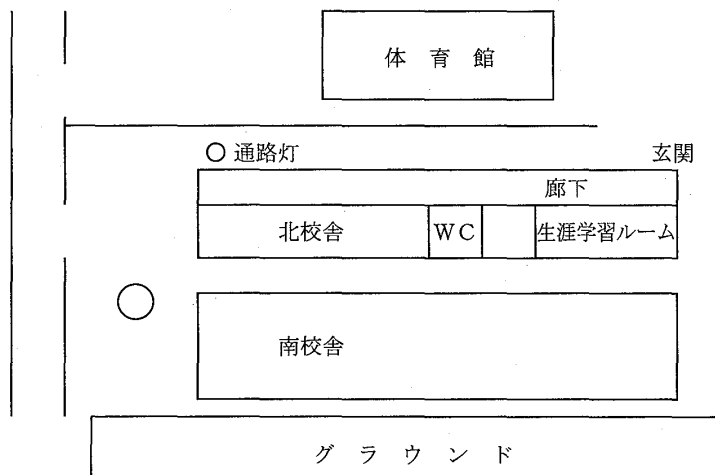 体育館
通路灯
玄関
廊下
北校舎
WC
生涯学習ルーム
南校舎
グラウンド